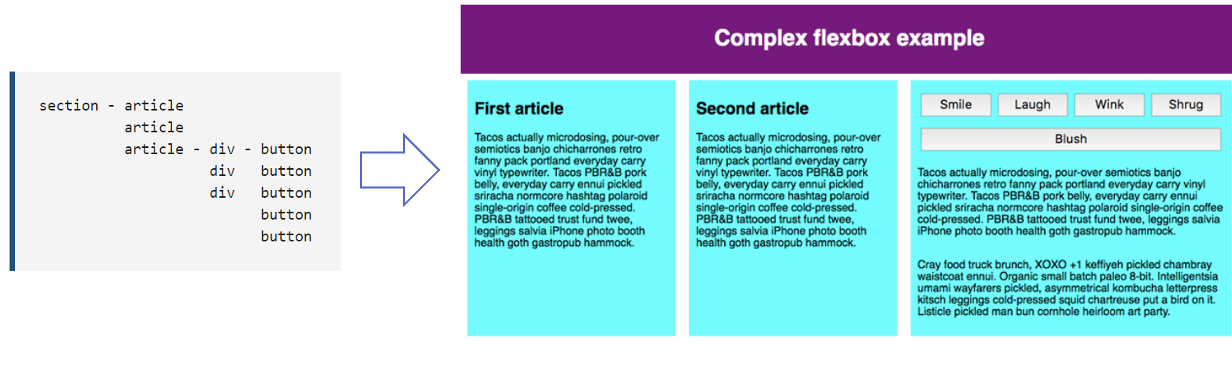 section - article
article
article - div - button
div button
div button
button
button
Complex flexbox example
First article
Tacos actually microdosing, pour-over
semiotics banjo chicharrones retro
fanny pack portland everyday carry
vinyl typewriter. Tacos PBR&B pork
belly, everyday carry ennui pickled
sriracha normcore hashtag polaroid
single-origin coffee cold-pressed.
PBR&B tattooed trust fund twee,
leggings salvia iPhone photo booth
health goth gastropub hammock.
Second article
Tacos actually microdosing, pour-over
semiotics banjo chicharrones retro
fanny pack portland everyday carry
vinyl typewriter. Tacos PBR&B pork
belly, everyday carry ennui pickled
sriracha normcore hashtag polaroid
single-origin coffee cold-pressed.
PBR&B tattooed trust fund twee,
leggings salvia iPhone photo booth
health goth gastropub hammock.
Smile Laugh Wink Shrug
Blush
Tacos actually microdosing, pour-over semiotics banjo
chicharrones retro fanny pack portland everyday carry vinyl
typewriter. Tacos PBR&B pork belly, everyday carry ennui
pickled sriracha normcore hashtag polaroid single-origin coffee
cold-pressed. PBR&B tattooed trust fund twee, leggings salvia
iPhone photo booth health goth gastropub hammock.
Cray food truck brunch, XOXO +1 keffiyeh pickled chambray
waistcoat ennui. Organic small batch paleo 8-bit. Intelligentsia
umami wayfarers pickled, asymmetrical kombucha letterpress
kitsch leggings cold-pressed squid chartreuse put a bird on it.
Listicle pickled man bun cornhole heirloom art party.